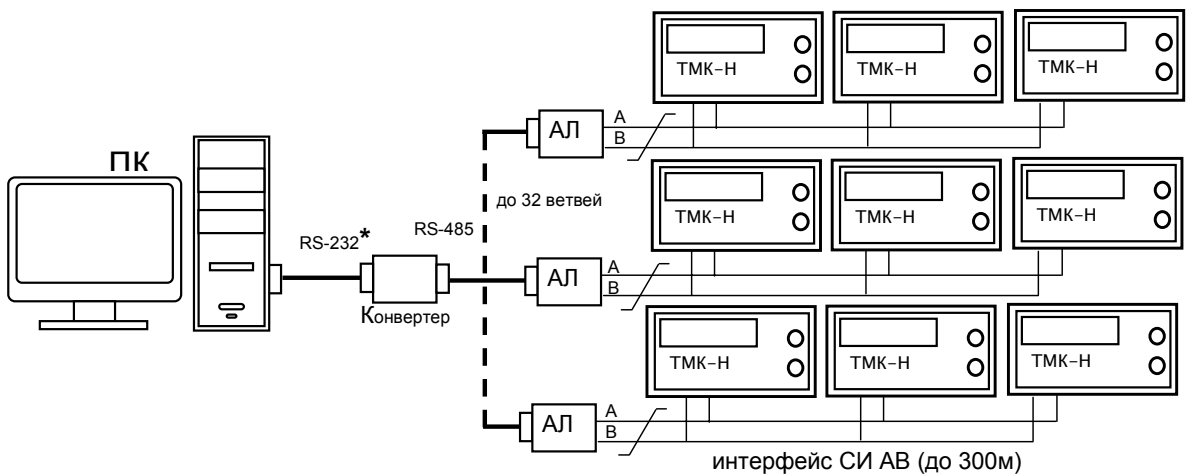 ТМК-Н
ТМК-Н
ТМК-Н
А
В
АЛ
ПК
до 32 ветвей
ТМК-Н
ТМК-Н
ТМК-Н
RS-232*
RS-485
А
В
АЛ
Конвертер
ТМК-Н
ТМК-Н
ТМК-Н
А
В
АЛ
интерфейс СИ АВ (до 300м)